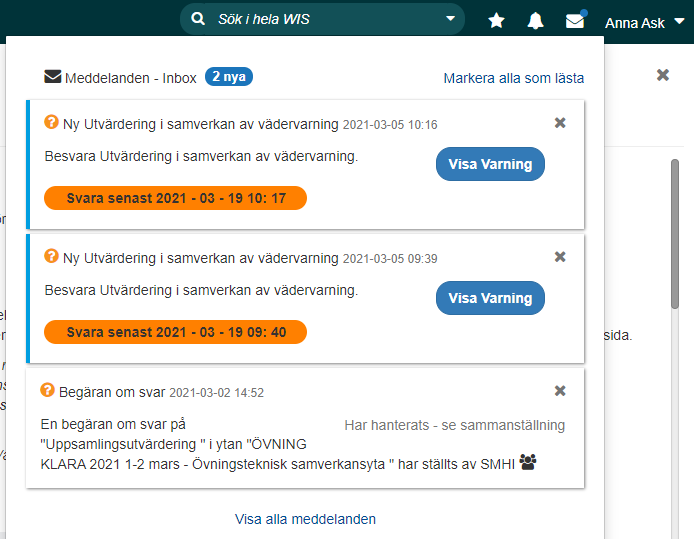 Sök i hela WIS
Anna Ask
Meddelanden - Inbox 2 nya Markera alla som lästa
Ny Utvärdering i samverkan av vädervarning 2021-03-05 10:16
Besvara Utvärdering i samverkan av vädervarning.
Visa Varning
Svara senast 2021 - 03 - 19 10: 17
Ny Utvärdering i samverkan av vädervarning 2021-03-05 09:39
Besvara Utvärdering i samverkan av vädervarning.
Visa Varning
Svara senast 2021 - 03 - 19 09: 40
sida.
Begäran om svar 2021-03-02 14:52
En begäran om svar på
Har hanterats - se sammanställning
"Uppsamlingsutvärdering " i ytan "ÖVNING
KLARA 2021 1-2 mars - Övningsteknisk samverkansyta " har ställts av SMHI
Visa alla meddelanden